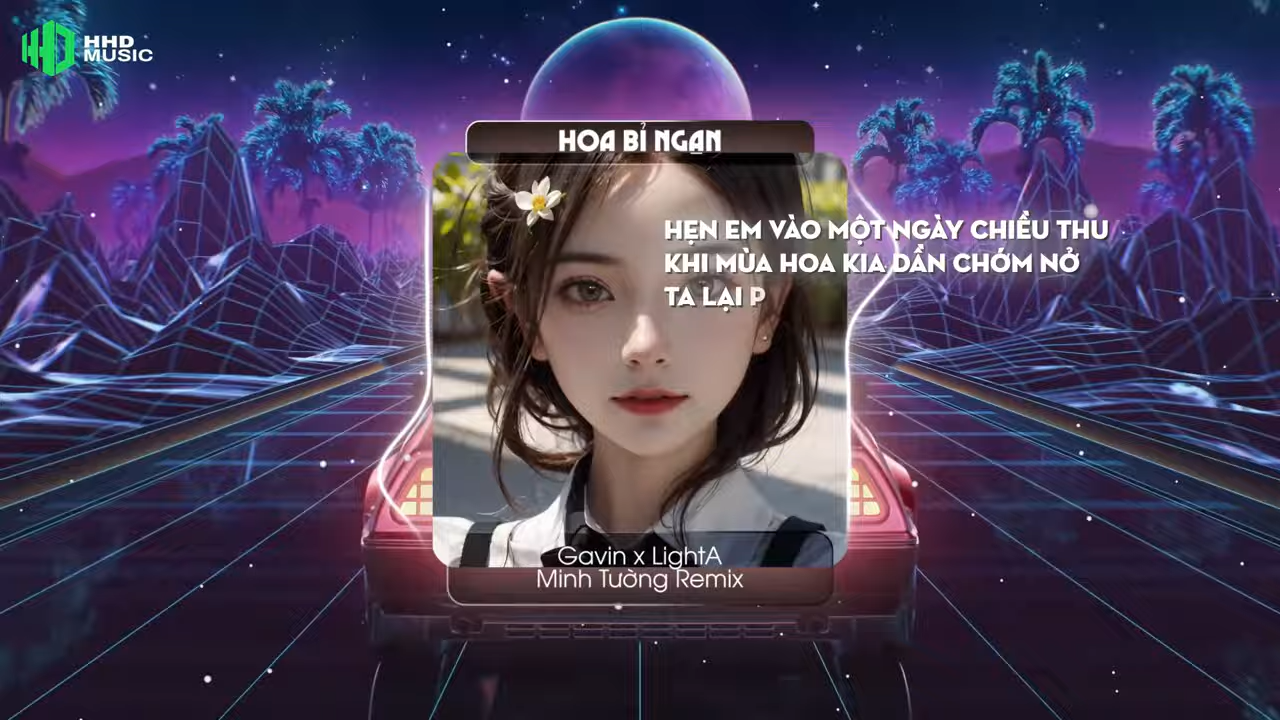 HHD
MUSIC
HOA BỈ NGẠN
HẸN EM VÀO MỘT NGÀY CHIỀU THU
KHI MÙA HOA KIA DẦN CHỚM NỞ
TA LẠI P
Gavin x LightA
Minh Tường Remix